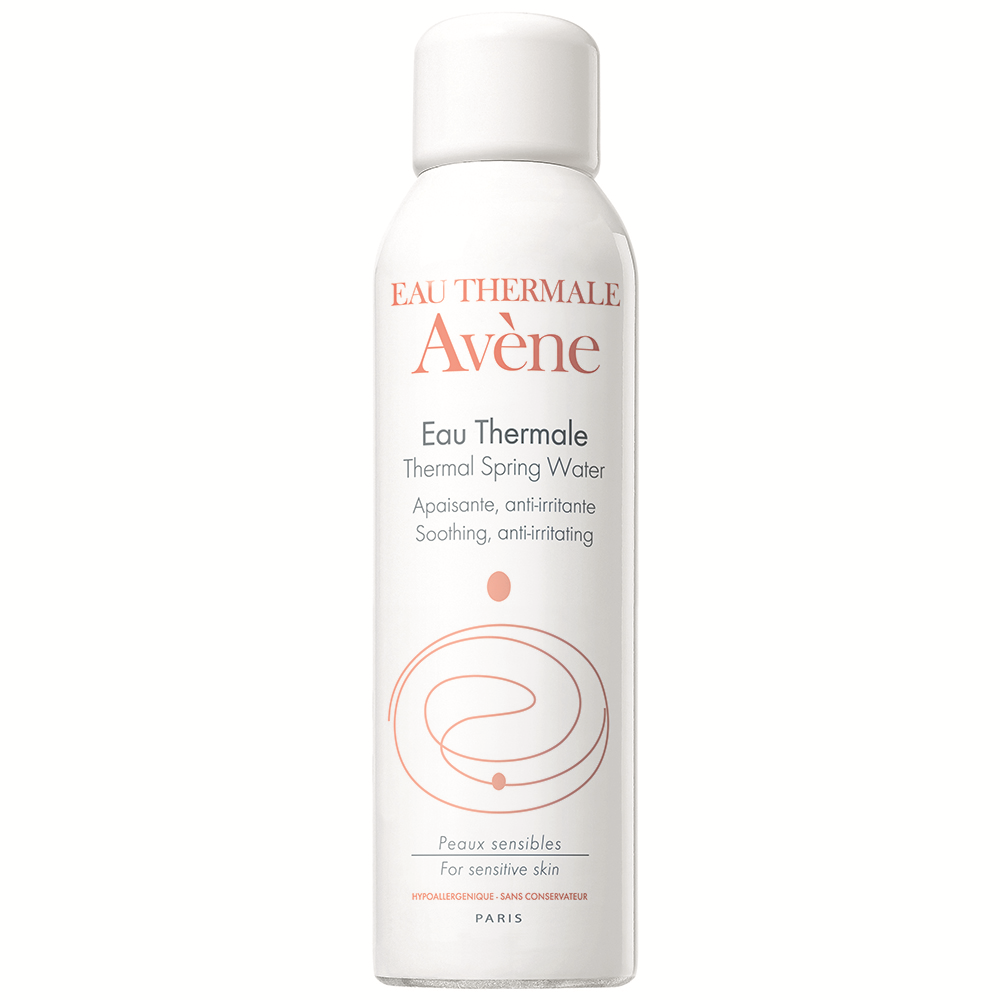 EAU THERMALE
Avène
Eau Thermale
Thermal Spring Water
Apaisante, anti-irritante
Soothing, anti-irritating
Peaux sensibles
For sensitive skin
HYPOALLERGENIQUE - SANS CONSERVATEUR
PARIS